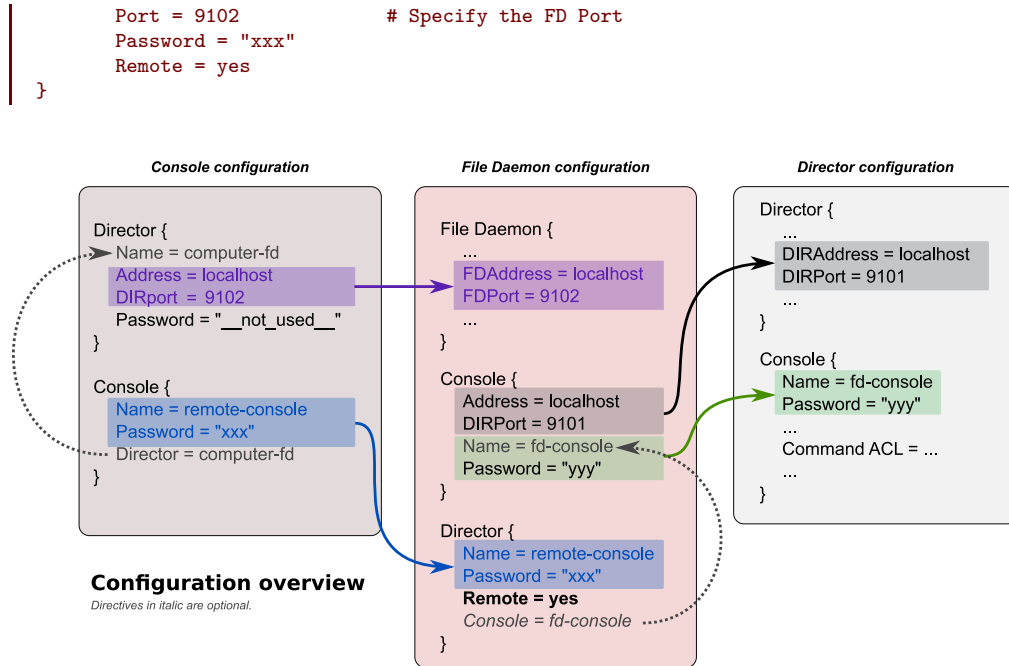 Port = 9102 # Specify the FD Port
Password = "xxx"
Remote = yes
}
Console configuration
Director {
Name = computer-fd
Address = localhost
DIRport = 9102
Password = "__not_used__"
}
Console {
Name = remote-console
Password = "xxx"
Director = computer-fd
}
Configuration overview
Directives in italic are optional.
File Daemon configuration
File Daemon {
...
FDAddress = localhost
FDPort = 9102
...
}
Console {
Address = localhost
DIRPort = 9101
Name = fd-console
Password = "yyy"
}
Director {
Name = remote-console
Password = "xxx"
Remote = yes
Console = fd-console
}
Director configuration
Director {
...
DIRAddress = localhost
DIRPort = 9101
...
}
Console {
Name = fd-console
Password = "yyy"
...
Command ACL = ...
...
}